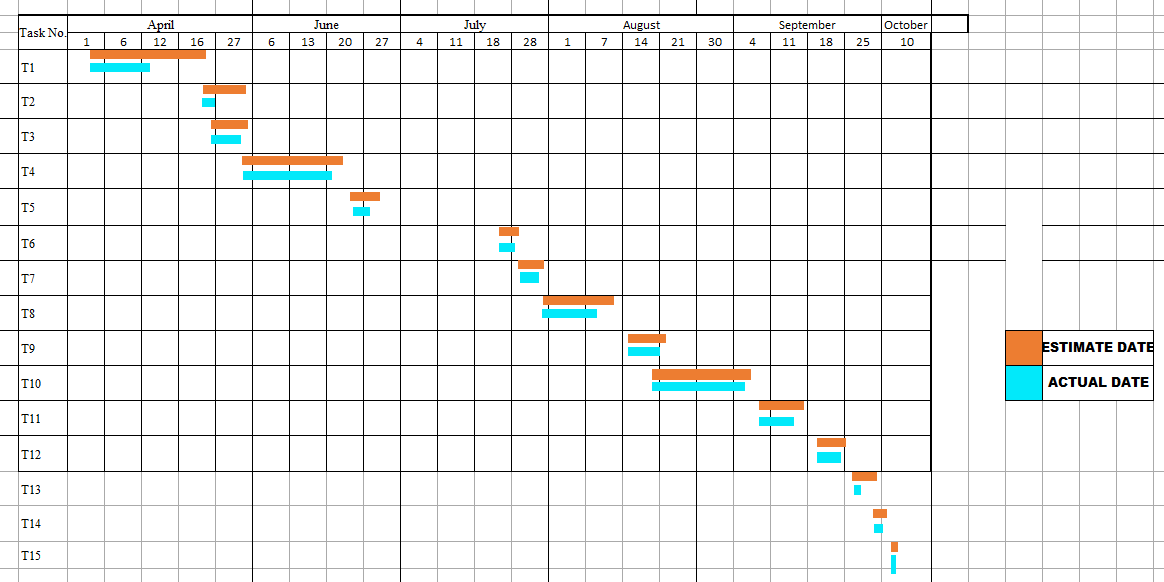 Task No. April June July August September October
1 6 12 16 27 6 13 20 27 4 11 18 28 1 7 14 21 30 4 11 18 25 10
T1
T2
T3
T4
T5
T6
T7
T8
T9
ESTIMATE DATE
T10
ACTUAL DATE
T11
T12
T13
T14
T15